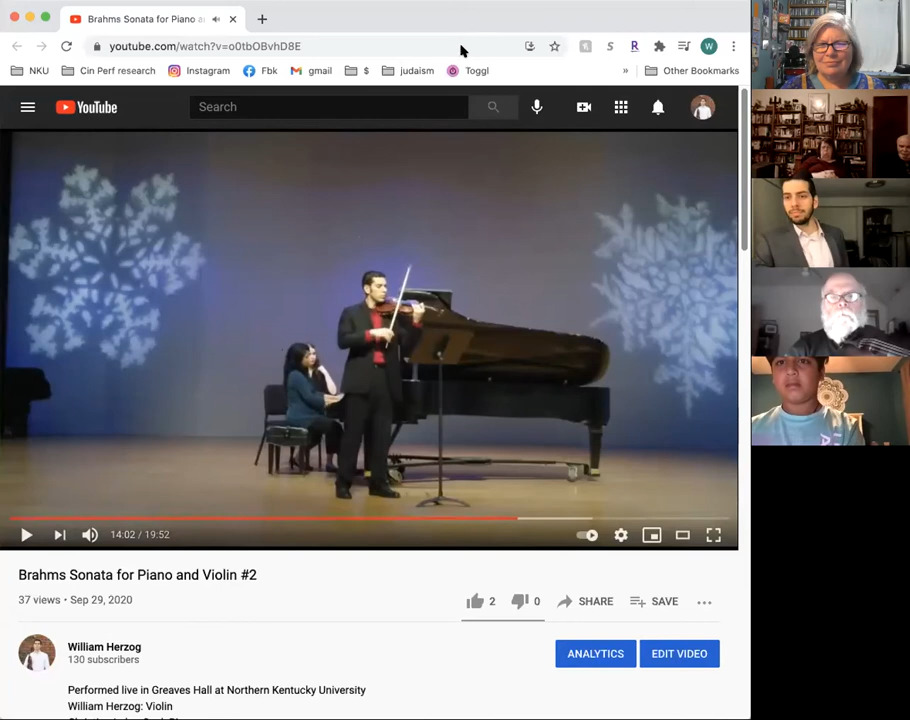 Brahms Sonata for Piano a
youtube.com/watch?v=o0tbOBvhD8E
W
NKU Cin Perf research Instagram Fbk gmail $ judaism Toggl » Other Bookmarks
YouTube Search
14:02 / 19:52
Brahms Sonata for Piano and Violin #2
37 views • Sep 29, 2020
2 0 SHARE SAVE
William Herzog
130 subscribers
ANALYTICS EDIT VIDEO
Performed live in Greaves Hall at Northern Kentucky University
William Herzog: Violin